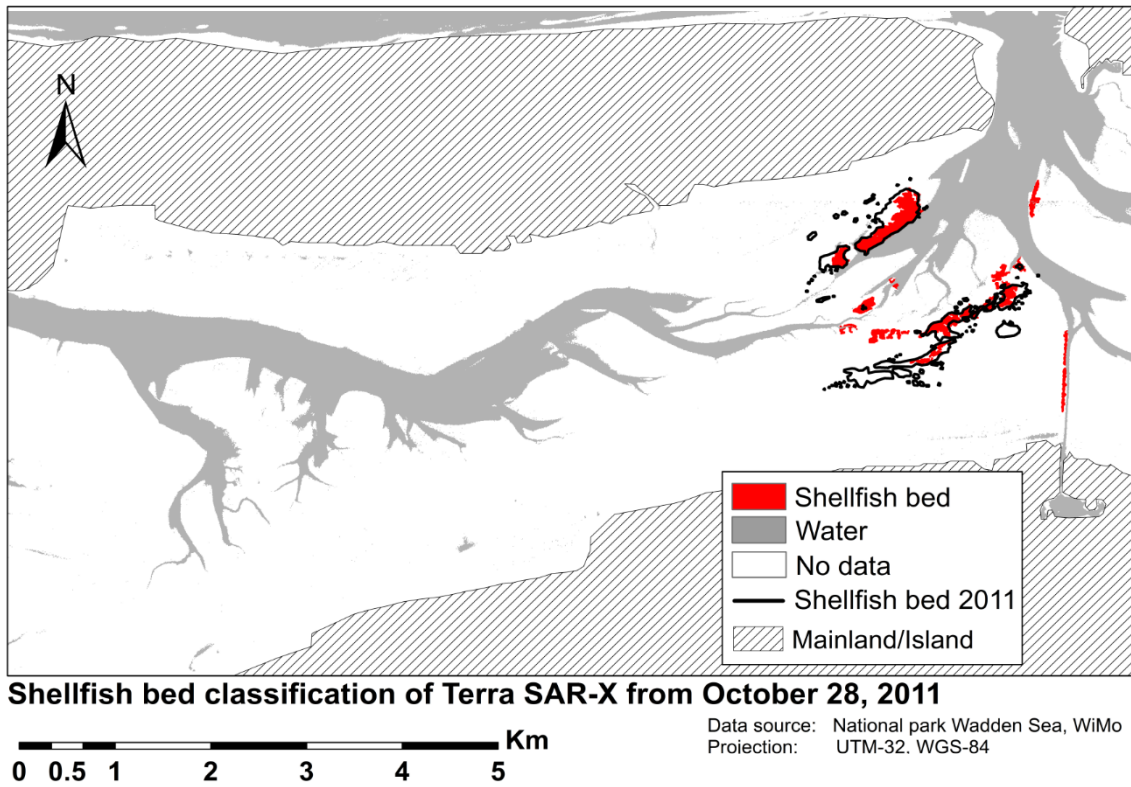 N
Shellfish bed
Water
No data
Shellfish bed 2011
Mainland/Island
Shellfish bed classification of Terra SAR-X from October 28, 2011
Data source: National park Wadden Sea, WiMo
Projection: UTM-32. WGS-84
Km
0 0.5 1 2 3 4 5